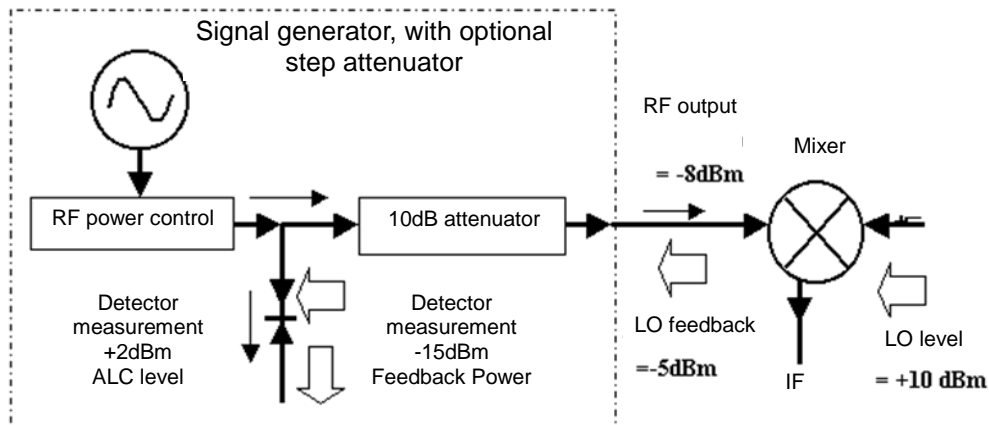 Signal generator, with optional
step attenuator
RF output
= -8dBm
Mixer
RF power control
10dB attenuator
Detector
measurement
+2dBm
ALC level
Detector
measurement
-15dBm
Feedback Power
LO feedback
=-5dBm
IF
LO level
= +10 dBm